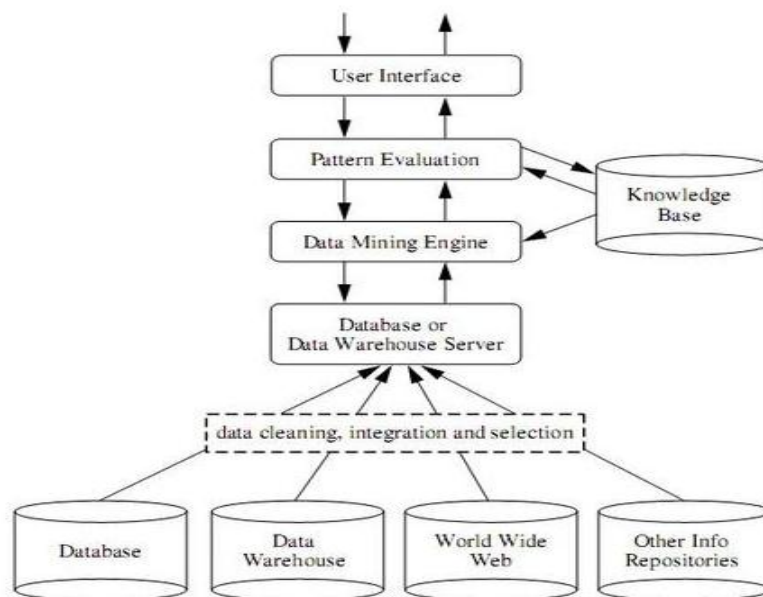 User Interface
Pattern Evaluation
Knowledge
Base
Data Mining Engine
Database or
Data Warehouse Server
data cleaning, integration and selection
Database
Data
Warehouse
World Wide
Web
Other Info
Repositories